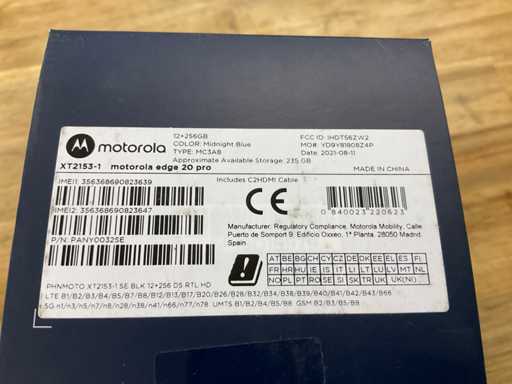 motorola
12+256GB
COLOR: Midnight Blue
TYPE: MC3AB
Approximate Available Storage: 235 GB
FCC ID: IHDT56ZW2
MO#: YD9Y81908Z4P
Date: 2021-08-11
XT2153-1 motorola edge 20 pro
MADE IN CHINA
IMEI1: 356368690823639
Includes C2HDMI Cable
CE
0 840023 220623
IMEI2: 356368690823647
P/N: PANY0032SE
Manufacturer: Regulatory Compliance, Motorola Mobility, Calle
Puerto de Somport 9, Edificio Oxxeo, 1ª Planta, 28050 Madrid,
Spain
AT BE BG CH CY CZ DE DK EE EL ES FI
FR HR HU IE IS IT LI LT LU LV MT NL
NO PL PT RO SE SI SK TR UK UK(NI)
PHNMOTO XT2153-1 SE BLK 12+256 DS RTL HD
LTE B1/B2/B3/B4/B5/B7/B8/B12/B13/B17/B20/B26/B28/B32/B34/B38/B39/B40/B41/B42/B43/B66
5G n1/n3/n5/n7/n8/n28/n38/n41/n66/n77/n78 UMTS B1/B2/B4/B5/B8 GSM B2/B3/B5/B8